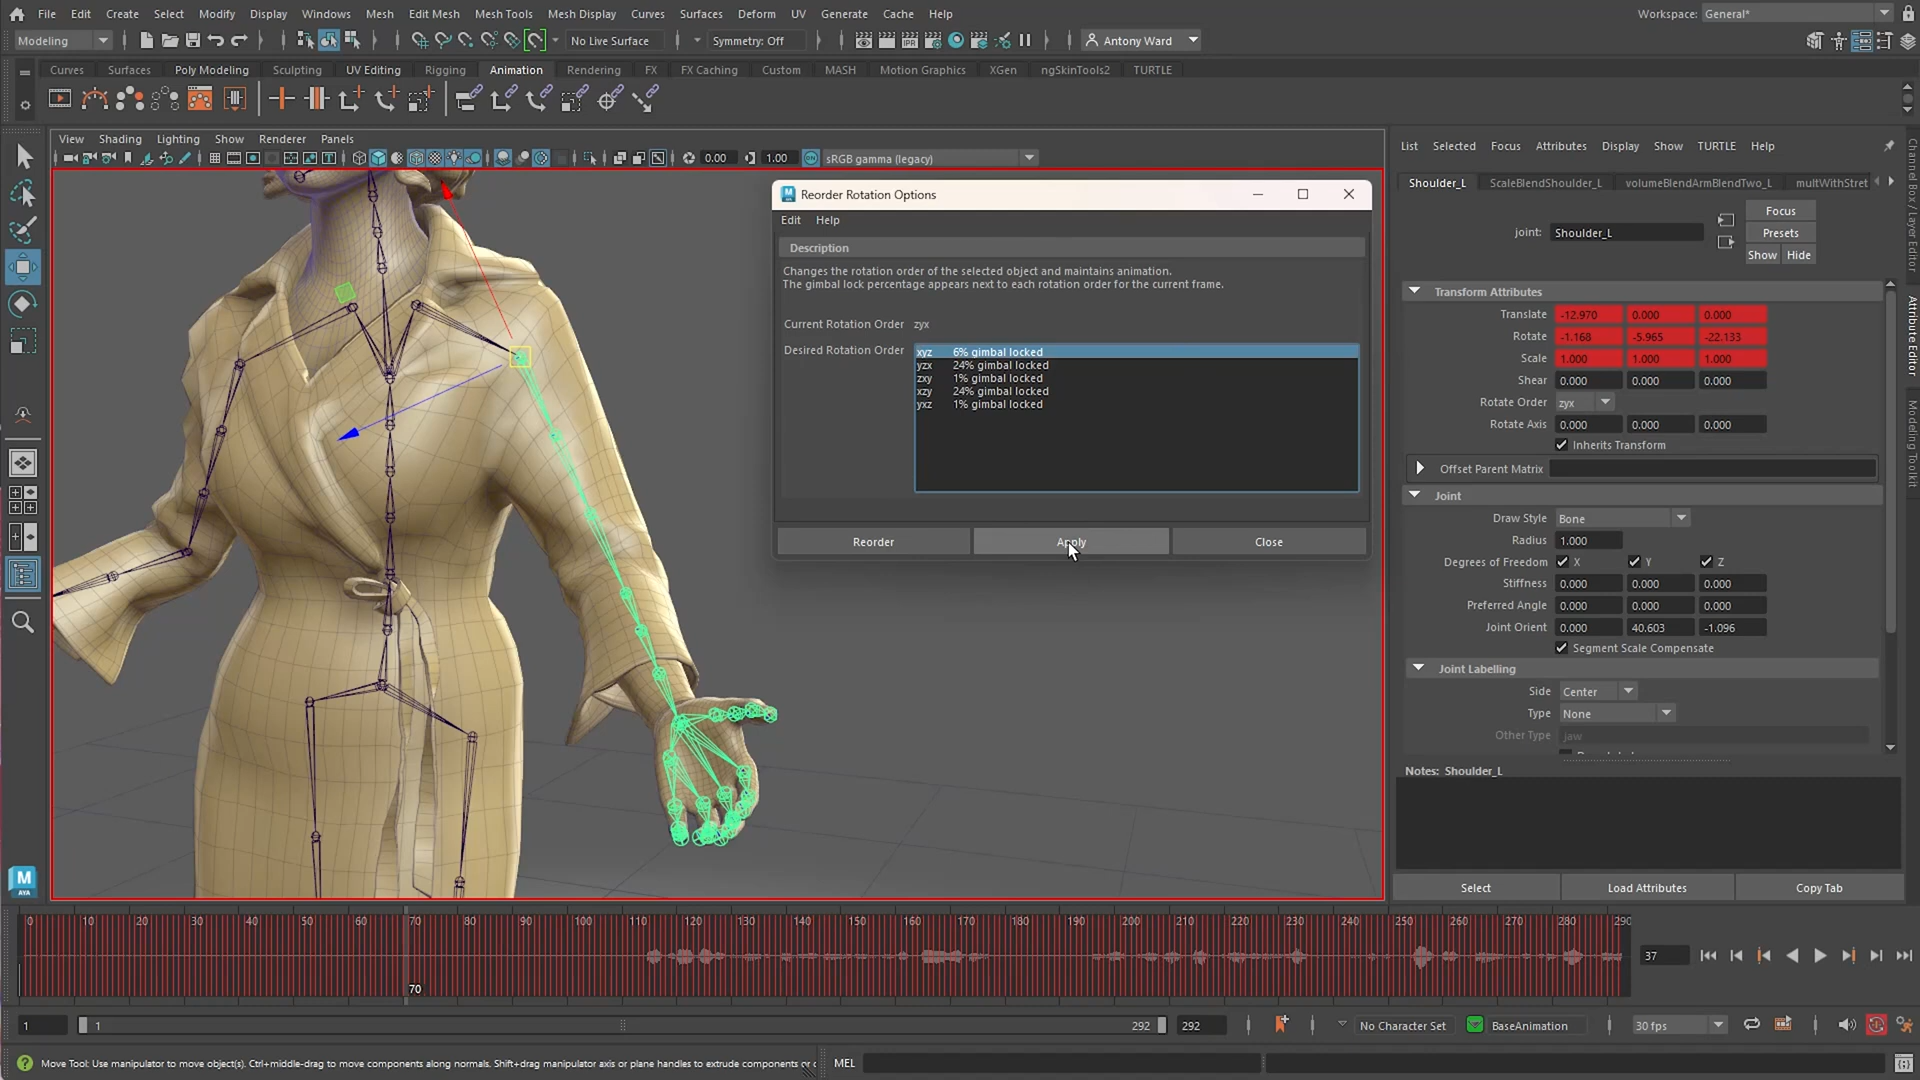 File Edit Create Select Modify Display Windows Mesh Edit Mesh Mesh Tools Mesh Display Curves Surfaces Deform UV Generate Cache Help Workspace: General*
Modeling No Live Surface Symmetry: Off Antony Ward
Curves Surfaces Poly Modeling Sculpting UV Editing Rigging Animation Rendering FX FX Caching Custom MASH Motion Graphics XGen ngSkinTools2 TURTLE
View Shading Lighting Show Renderer Panels
0.00 1.00 sRGB gamma (legacy)
Reorder Rotation Options
Edit Help
Description
Changes the rotation order of the selected object and maintains animation.
The gimbal lock percentage appears next to each rotation order for the current frame.
Current Rotation Order zyx
Desired Rotation Order
xyz 6% gimbal locked
yzx 24% gimbal locked
zxy 1% gimbal locked
xzy 24% gimbal locked
yxz 1% gimbal locked
Reorder Apply Close
List Selected Focus Attributes Display Show TURTLE Help
Shoulder_L ScaleBlendShoulder_L volumeBlendArmBlendTwo_L multWithStret
joint: Shoulder_L
Focus
Presets
Show Hide
Transform Attributes
Translate -12.970 0.000 0.000
Rotate -1.168 -5.965 -22.133
Scale 1.000 1.000 1.000
Shear 0.000 0.000 0.000
Rotate Order zyx
Rotate Axis 0.000 0.000 0.000
Inherits Transform
Offset Parent Matrix
Joint
Draw Style Bone
Radius 1.000
Degrees of Freedom X Y Z
Stiffness 0.000 0.000 0.000
Preferred Angle 0.000 0.000 0.000
Joint Orient 0.000 40.603 -1.096
Segment Scale Compensate
Joint Labelling
Side Center
Type None
Other Type jaw
Notes: Shoulder_L
Select Load Attributes Copy Tab
Channel Box / Layer Editor
Attribute Editor
Modeling Toolkit
M
AYA
0 10 20 30 40 50 60 70 80 90 100 110 120 130 140 150 160 170 180 190 200 210 220 230 240 250 260 270 280 290
70
37
1 1 292 292 No Character Set BaseAnimation 30 fps
Move Tool: Use manipulator to move object(s). Ctrl+middle-drag to move components along normals. Shift+drag manipulator axis or plane handles to extrude components or
MEL